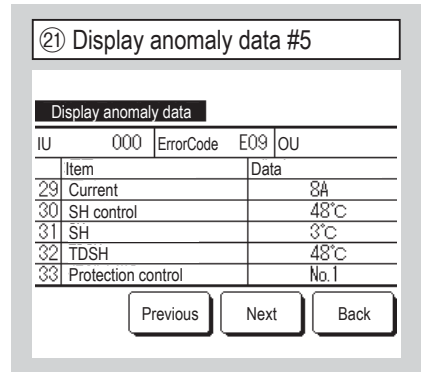 ㉑ Display anomaly data #5
Display anomaly data
IU 000 ErrorCode E09 OU
Item Data
29 Current 8A
30 SH control 48°C
31 SH 3°C
32 TDSH 48°C
33 Protection control No.1
Previous Next Back